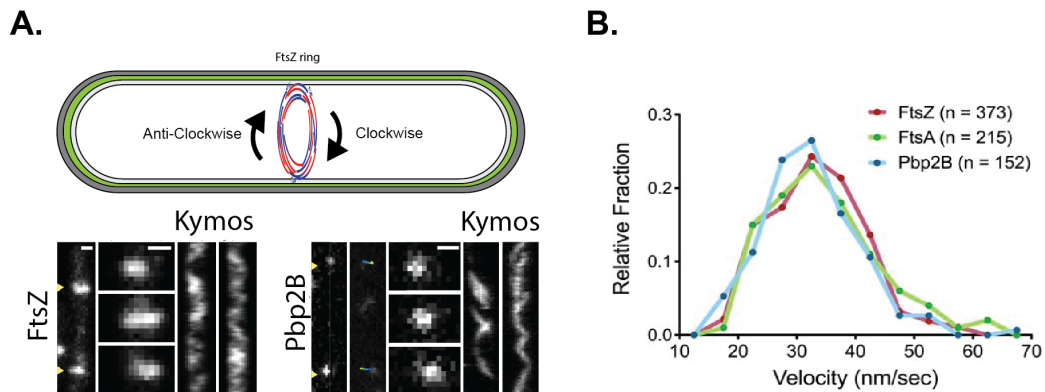 A.
FtsZ ring
Anti-Clockwise
Clockwise
Kymos
Kymos
FtsZ
Pbp2B
B.
FtsZ (n = 373)
FtsA (n = 215)
Pbp2B (n = 152)
Relative Fraction
0.3
0.2
0.1
0.0
10 20 30 40 50 60 70
Velocity (nm/sec)